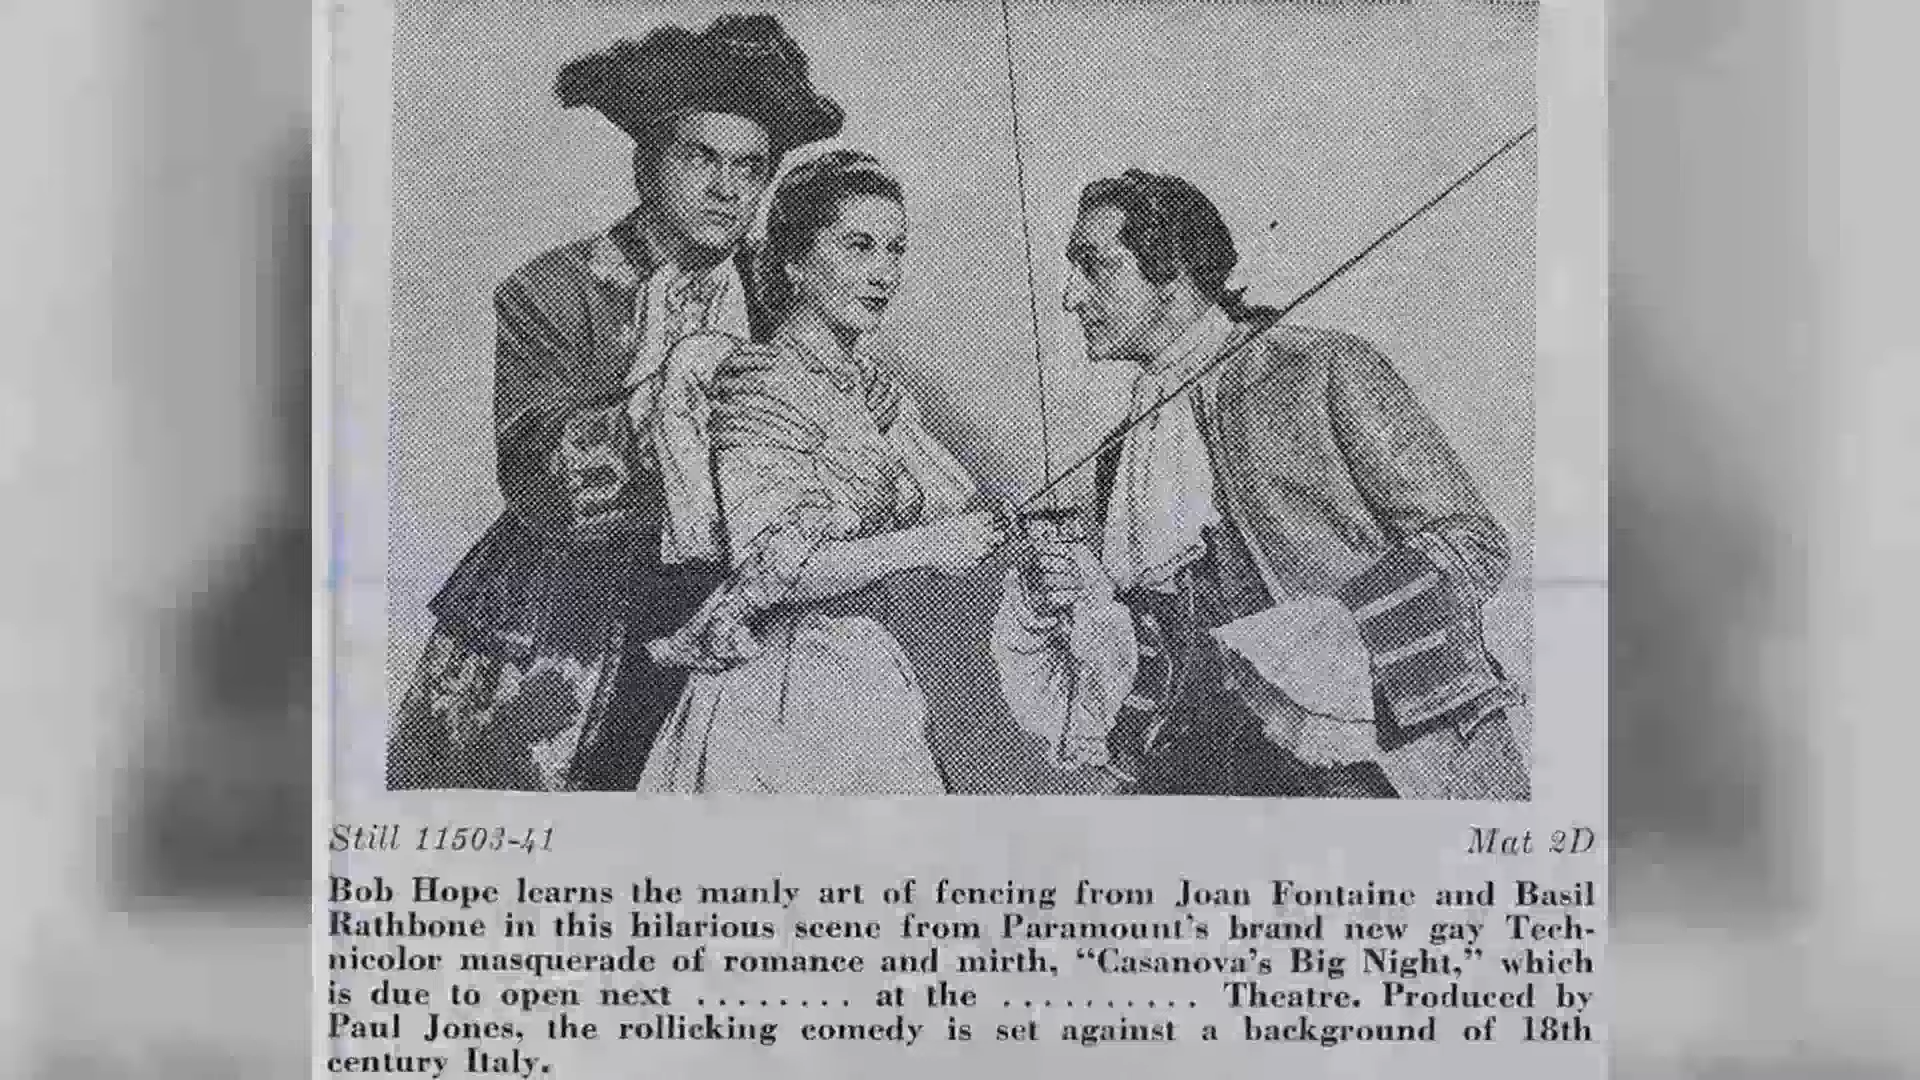 Still 11503-41 Mat 2D
Bob Hope learns the manly art of fencing from Joan Fontaine and Basil
Rathbone in this hilarious scene from Paramount's brand new gay Tech-
nicolor masquerade of romance and mirth, "Casanova's Big Night," which
is due to open next ........ at the .......... Theatre. Produced by
Paul Jones, the rollicking comedy is set against a background of 18th
century Italy.